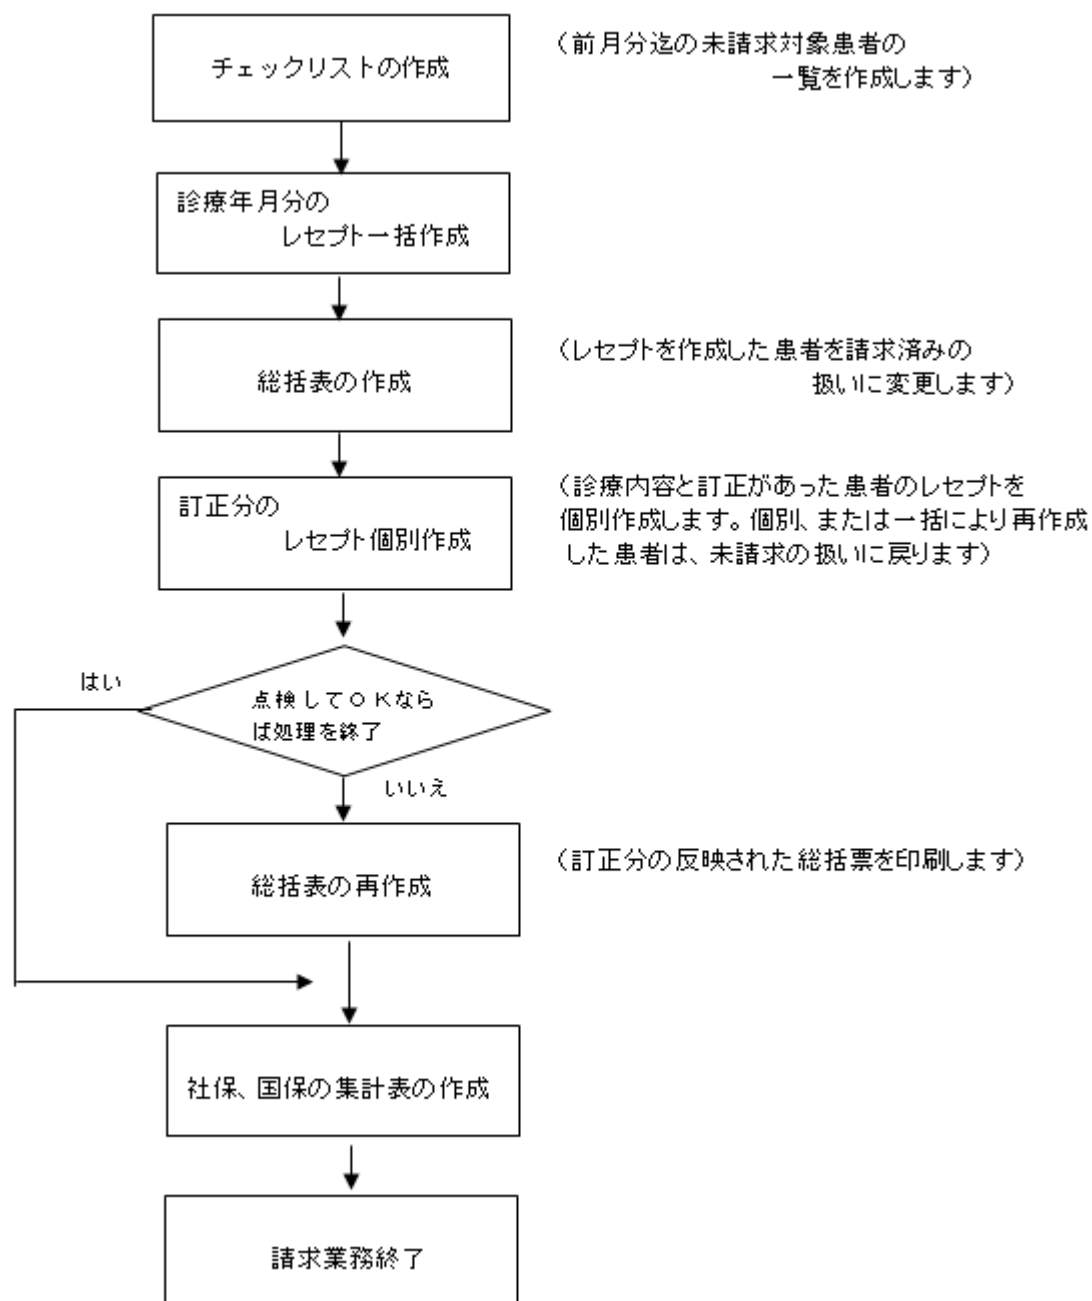 チェックリストの作成
（前月分迄の未請求対象患者の
一覧を作成します）
診療年月分の
レセプト一括作成
総括表の作成
（レセプトを作成した患者を請求済みの
扱いに変更します）
訂正分の
レセプト個別作成
（診療内容と訂正があった患者のレセプトを
個別作成します。個別、または一括により再作成
した患者は、未請求の扱いに戻ります）
はい
点検してＯＫなら
ば処理を終了
いいえ
総括表の再作成
（訂正分の反映された総括票を印刷します）
社保、国保の集計表の作成
請求業務終了